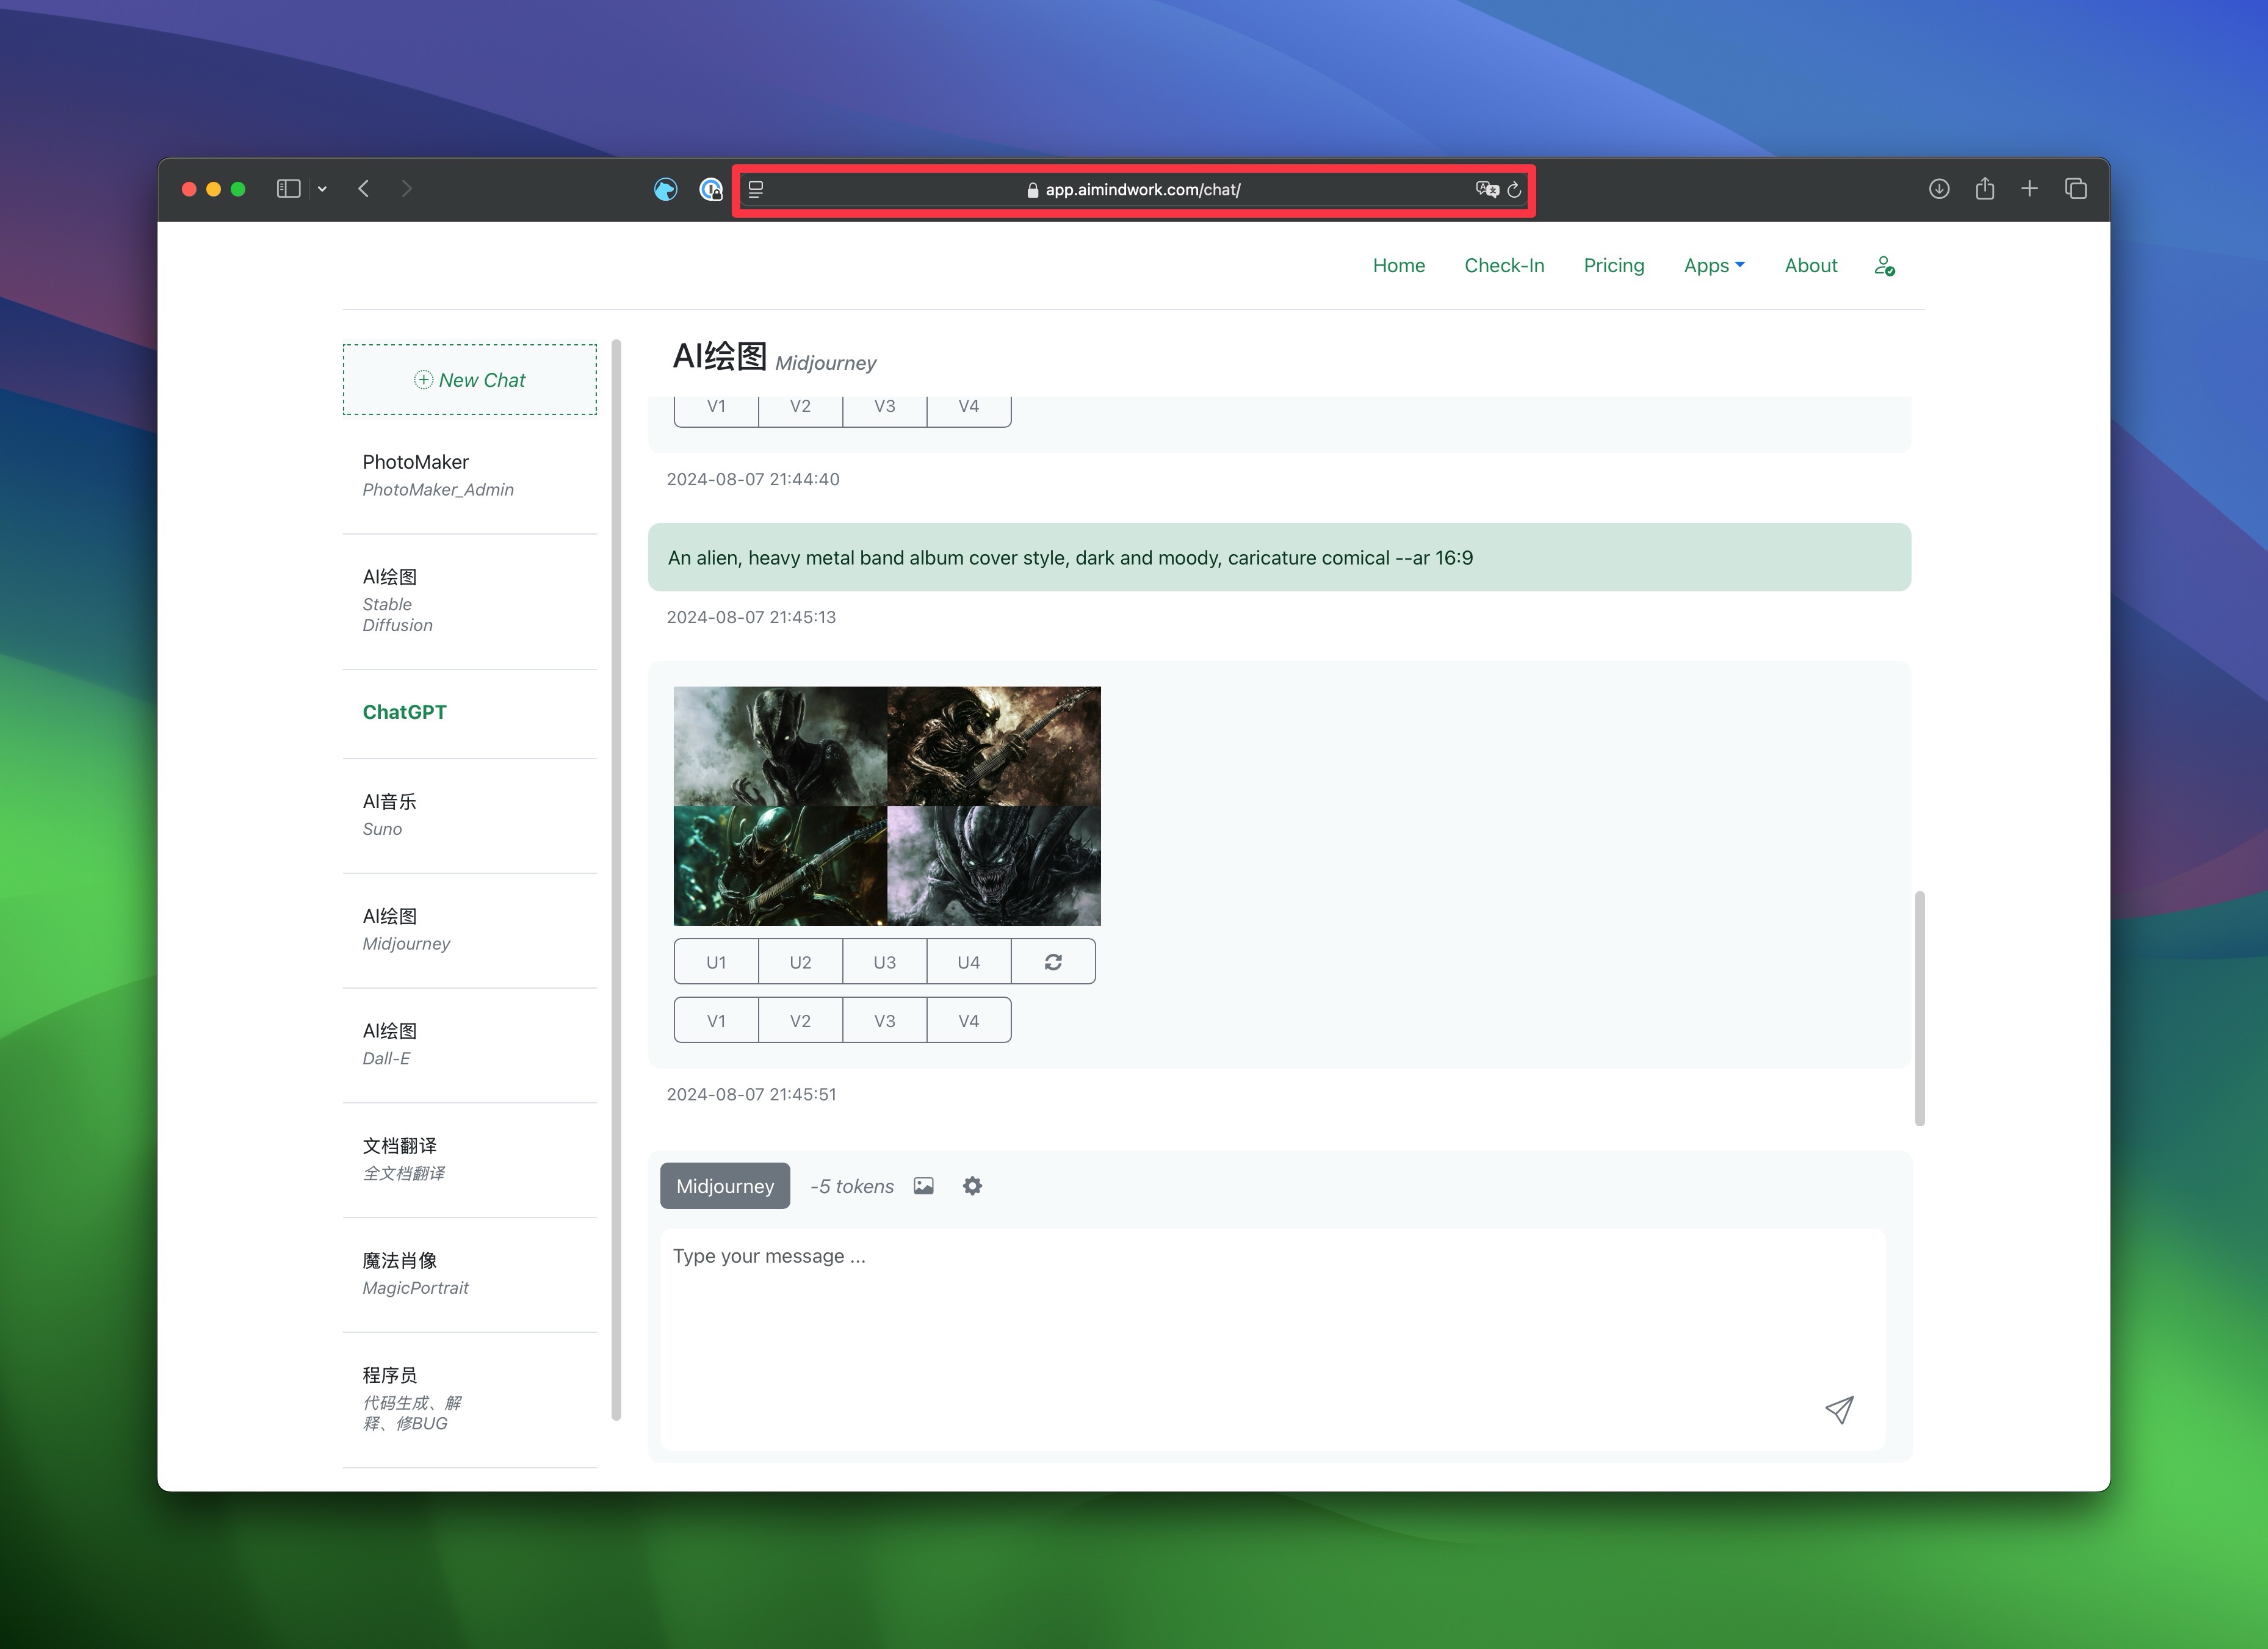 app.aimindwork.com/chat/
Home
Check-In
Pricing
Apps
About
New Chat
PhotoMaker
PhotoMaker_Admin
AI绘图
Stable
Diffusion
ChatGPT
AI音乐
Suno
AI绘图
Midjourney
AI绘图
Dall-E
文档翻译
全文档翻译
魔法肖像
MagicPortrait
程序员
代码生成、解
释、修BUG
AI绘图 Midjourney
V1 V2 V3 V4
2024-08-07 21:44:40
An alien, heavy metal band album cover style, dark and moody, caricature comical --ar 16:9
2024-08-07 21:45:13
U1 U2 U3 U4
V1 V2 V3 V4
2024-08-07 21:45:51
Midjourney -5 tokens
Type your message ...